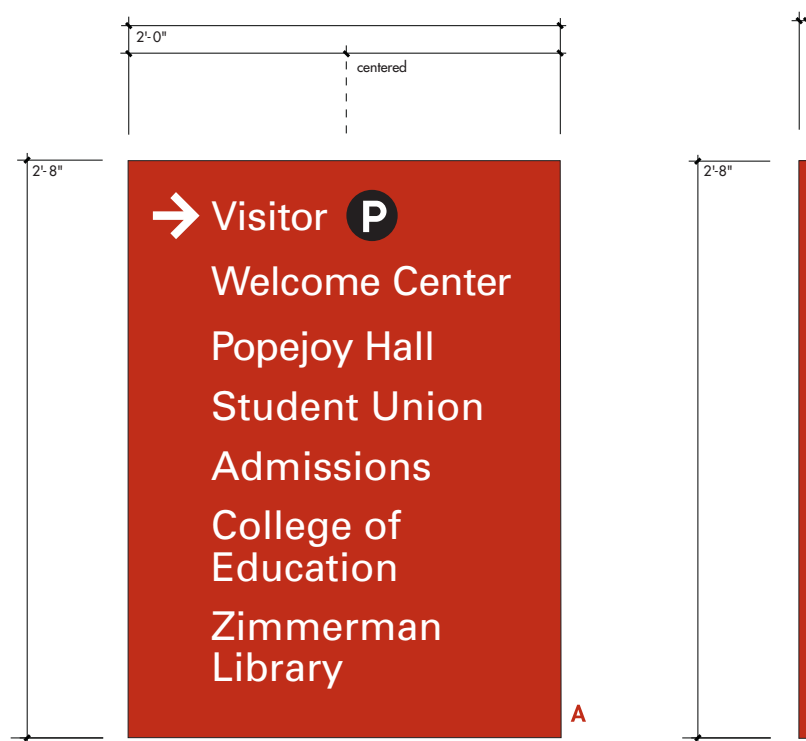 2'-0"
centered
2'-8"
2'-8"
Visitor P
Welcome Center
Popejoy Hall
Student Union
Admissions
College of
Education
Zimmerman
Library
A